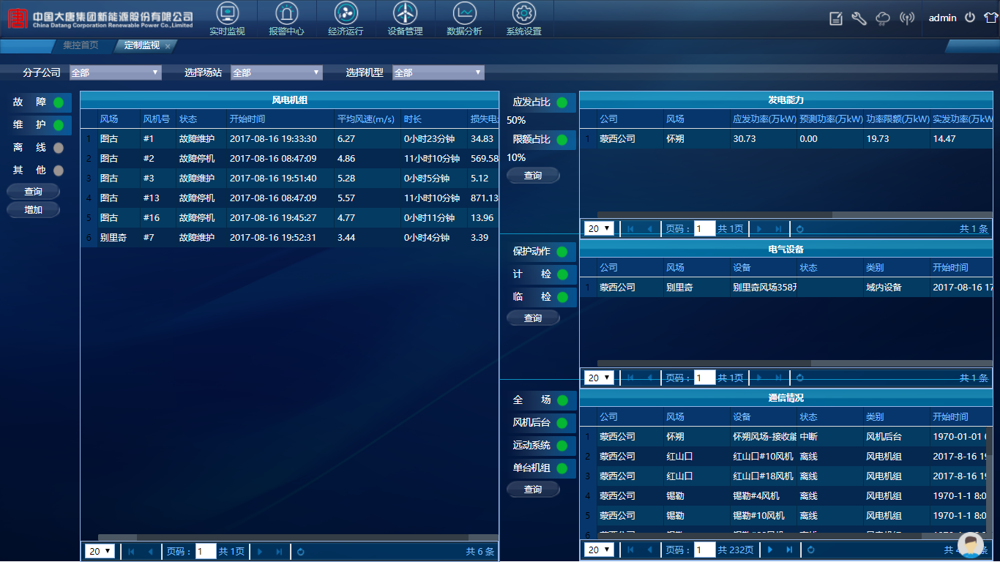 中国大唐集团新能源股份有限公司
China Datang Corporation Renewable Power Co.,Limited
实时监视 报警中心 经济运行 设备管理 数据分析 系统设置
admin
集控首页 定制监视 ×
分子公司 全部 选择场站 全部 选择机型 全部
故 障
维 护
离 线
其 他
查询
增加
风电机组
风场 风机号 状态 开始时间 平均风速(m/s) 时长 损失电
1 图古 #1 故障维护 2017-08-16 19:33:30 6.27 0小时23分钟 34.83
2 图古 #2 故障停机 2017-08-16 08:47:09 4.86 11小时10分钟 569.58
3 图古 #3 故障维护 2017-08-16 19:51:40 5.28 0小时5分钟 5.12
4 图古 #13 故障停机 2017-08-16 08:47:09 5.57 11小时10分钟 871.13
5 图古 #16 故障停机 2017-08-16 19:45:27 4.77 0小时11分钟 13.96
6 别里奇 #7 故障维护 2017-08-16 19:52:31 3.44 0小时4分钟 3.39
20 页码： 1 共 1页 共 6 条
应发占比
50%
限额占比
10%
查询
发电能力
公司 风场 应发功率(万kW) 预测功率(万kW) 功率限额(万kW) 实发功率(万kW
1 蒙西公司 怀朔 30.73 0.00 19.73 14.47
20 页码： 1 共 1页 共 1 条
保护动作
计 检
临 检
查询
电气设备
公司 风场 设备 状态 类别 开始时间
1 蒙西公司 别里奇 别里奇风场358 域内设备 2017-08-16 17
20 页码： 1 共 1页 共 1 条
全 场
风机后台
远动系统
单台机组
查询
通信情况
公司 风场 设备 状态 类别 开始时间
1 蒙西公司 怀朔 怀朔风场-接收能 中断 风机后台 1970-01-01
2 蒙西公司 红山口 红山口#10风机 离线 风电机组 2017-8-16 19
3 蒙西公司 红山口 红山口#18风机 离线 风电机组 2017-8-16 19
4 蒙西公司 锡勒 锡勒#4风机 离线 风电机组 1970-1-1 8:0
5 蒙西公司 锡勒 锡勒#10风机 离线 风电机组 1970-1-1 8:0
6
20 页码： 1 共 232页 共 条